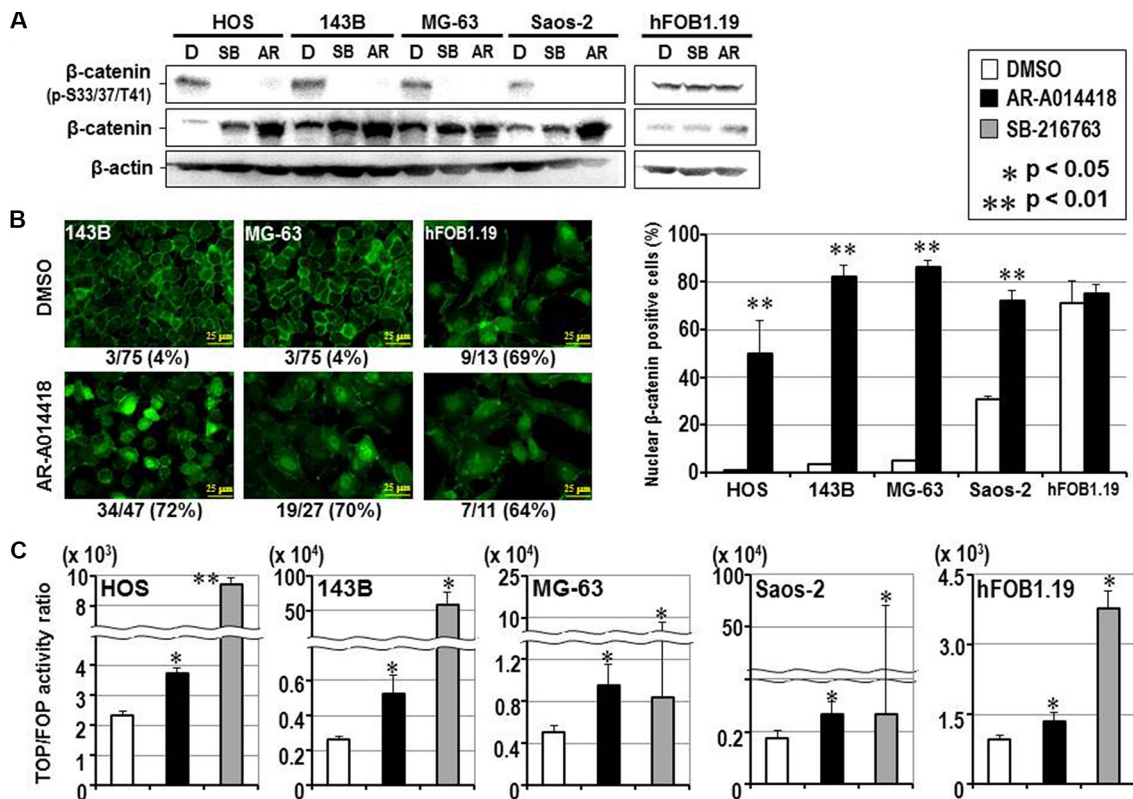 A
HOS 143B MG-63 Saos-2 hFOB1.19
D SB AR D SB AR D SB AR D SB AR D SB AR
β-catenin
(p-S33/37/T41)
β-catenin
β-actin
DMSO
AR-A014418
SB-216763
* p < 0.05
** p < 0.01
B
143B MG-63 hFOB1.19
DMSO
25 µm 25 µm 25 µm
3/75 (4%) 3/75 (4%) 9/13 (69%)
AR-A014418
25 µm 25 µm 25 µm
34/47 (72%) 19/27 (70%) 7/11 (64%)
Nuclear β-catenin positive cells (%)
100
80
60
40
20
0
** ** ** **
HOS 143B MG-63 Saos-2 hFOB1.19
C
TOP/FOP activity ratio
(x 10³)
HOS
10
8
4
3
2
1
0
* **
(x 10⁴)
143B
100
50
0.6
0.4
0.2
0
* *
(x 10⁴)
MG-63
25
10
1.2
0.8
0.4
0
* *
(x 10⁴)
Saos-2
100
50
0.2
0
* *
(x 10³)
hFOB1.19
4.5
3.0
1.5
0
* *